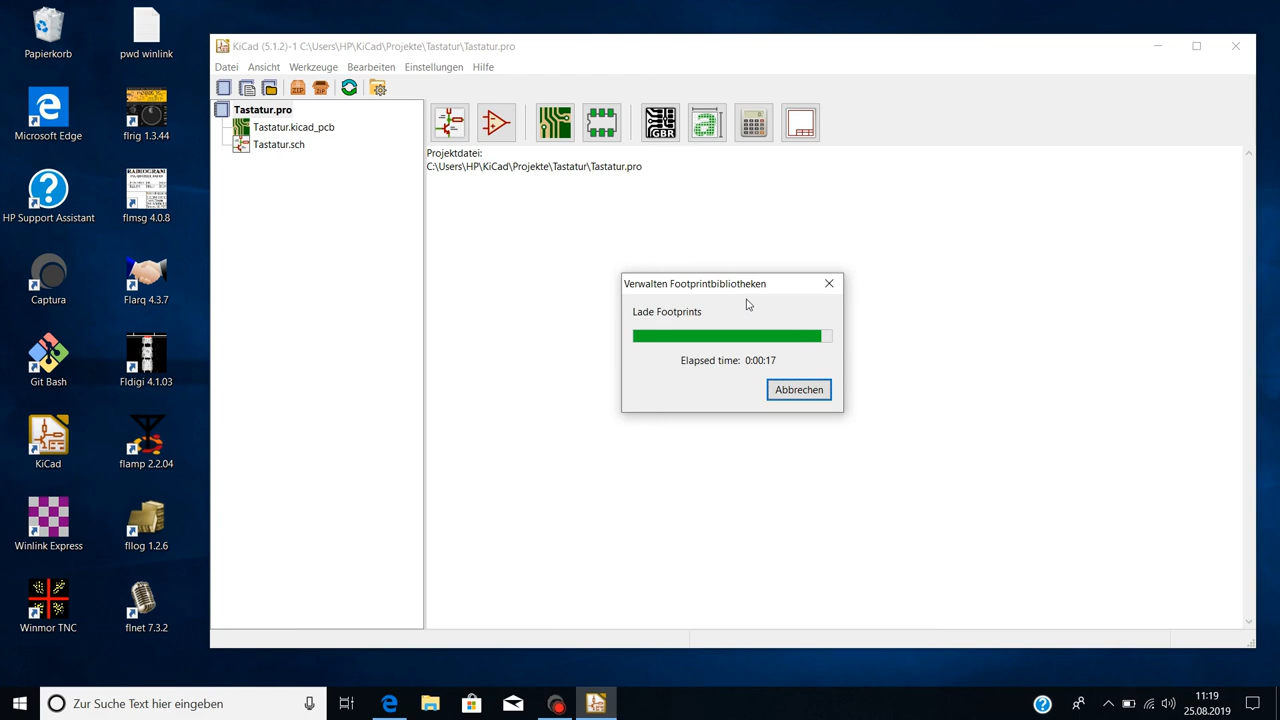 Papierkorb
pwd winlink
Microsoft Edge
flrig 1.3.44
HP Support Assistant
RADIOGRAM
flmsg 4.0.8
Captura
Flarq 4.3.7
Git Bash
Fldigi 4.1.03
KiCad
flamp 2.2.04
Winlink Express
fllog 1.2.6
Winmor TNC
flnet 7.3.2
KiCad (5.1.2)-1 C:\Users\HP\KiCad\Projekte\Tastatur\Tastatur.pro
Datei Ansicht Werkzeuge Bearbeiten Einstellungen Hilfe
ZIP ZIP
Tastatur.pro
Tastatur.kicad_pcb
Tastatur.sch
GBR
a
Projektdatei:
C:\Users\HP\KiCad\Projekte\Tastatur\Tastatur.pro
Verwalten Footprintbibliotheken
Lade Footprints
Elapsed time: 0:00:17
Abbrechen
Zur Suche Text hier eingeben
11:19
25.08.2019